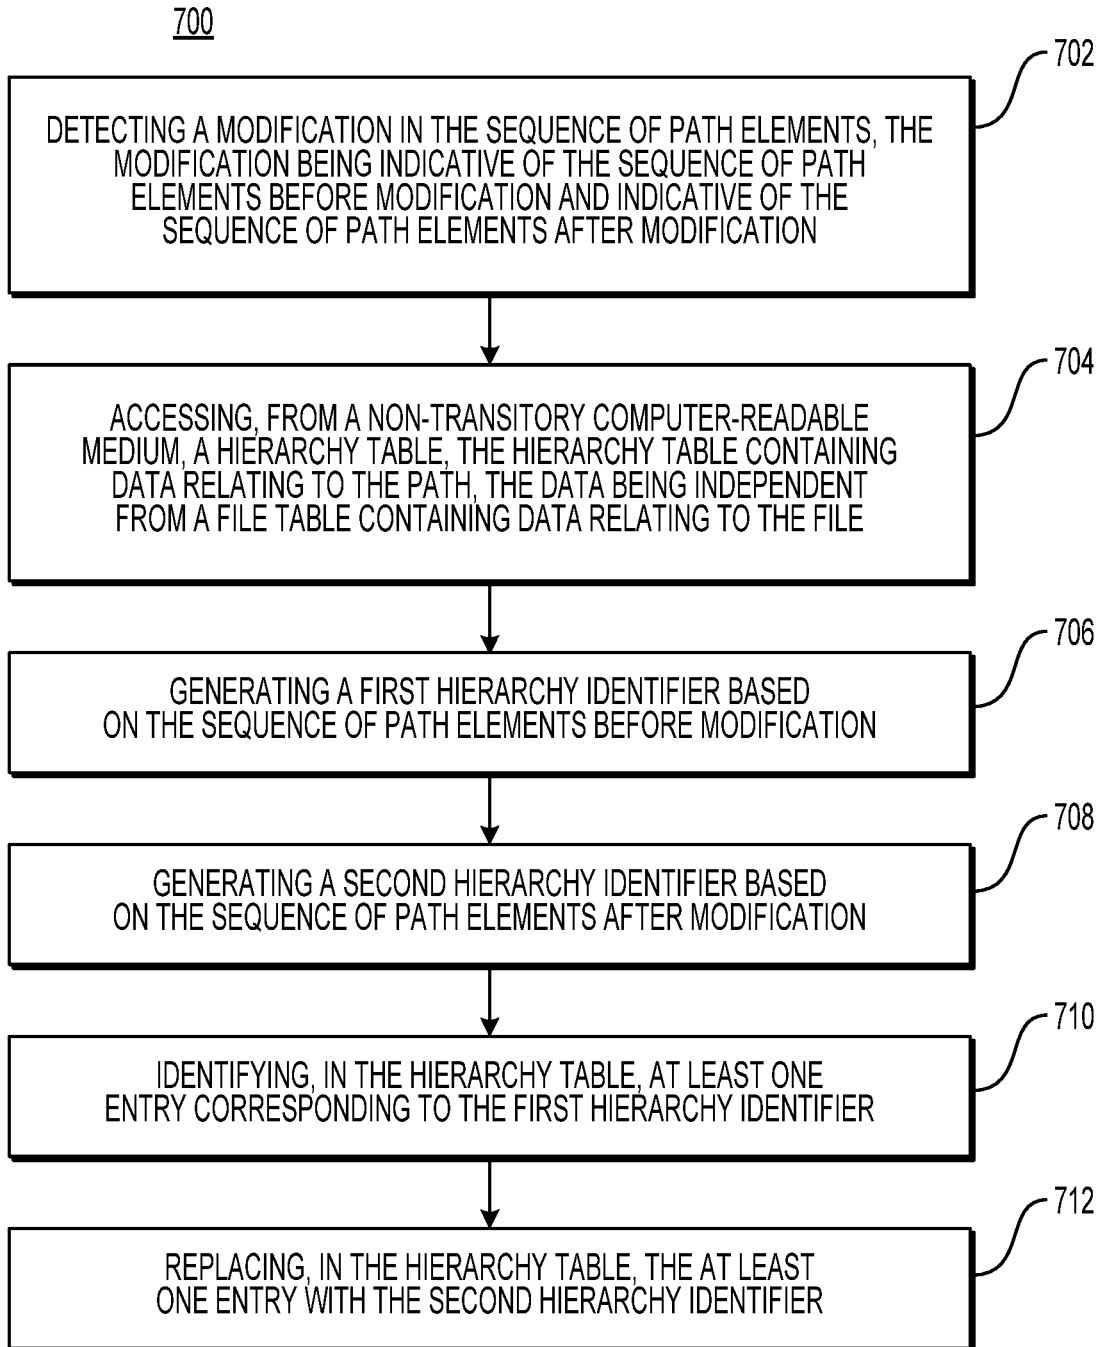 700
702
DETECTING A MODIFICATION IN THE SEQUENCE OF PATH ELEMENTS, THE
MODIFICATION BEING INDICATIVE OF THE SEQUENCE OF PATH
ELEMENTS BEFORE MODIFICATION AND INDICATIVE OF THE
SEQUENCE OF PATH ELEMENTS AFTER MODIFICATION
704
ACCESSING, FROM A NON-TRANSITORY COMPUTER-READABLE
MEDIUM, A HIERARCHY TABLE, THE HIERARCHY TABLE CONTAINING
DATA RELATING TO THE PATH, THE DATA BEING INDEPENDENT
FROM A FILE TABLE CONTAINING DATA RELATING TO THE FILE
706
GENERATING A FIRST HIERARCHY IDENTIFIER BASED
ON THE SEQUENCE OF PATH ELEMENTS BEFORE MODIFICATION
708
GENERATING A SECOND HIERARCHY IDENTIFIER BASED
ON THE SEQUENCE OF PATH ELEMENTS AFTER MODIFICATION
710
IDENTIFYING, IN THE HIERARCHY TABLE, AT LEAST ONE
ENTRY CORRESPONDING TO THE FIRST HIERARCHY IDENTIFIER
712
REPLACING, IN THE HIERARCHY TABLE, THE AT LEAST
ONE ENTRY WITH THE SECOND HIERARCHY IDENTIFIER